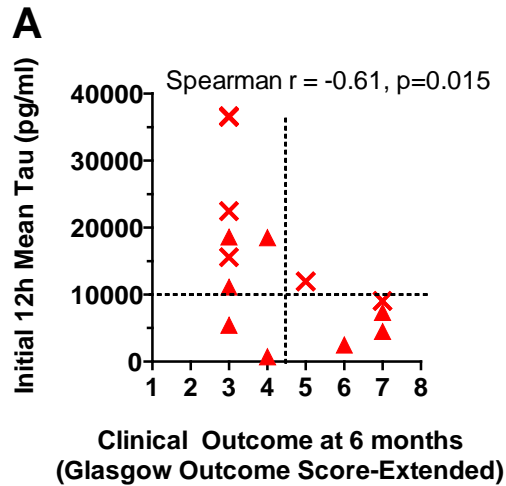 A
Spearman r = -0.61, p=0.015
Initial 12h Mean Tau (pg/ml)
40000
30000
20000
10000
0
1 2 3 4 5 6 7 8
Clinical Outcome at 6 months
(Glasgow Outcome Score-Extended)